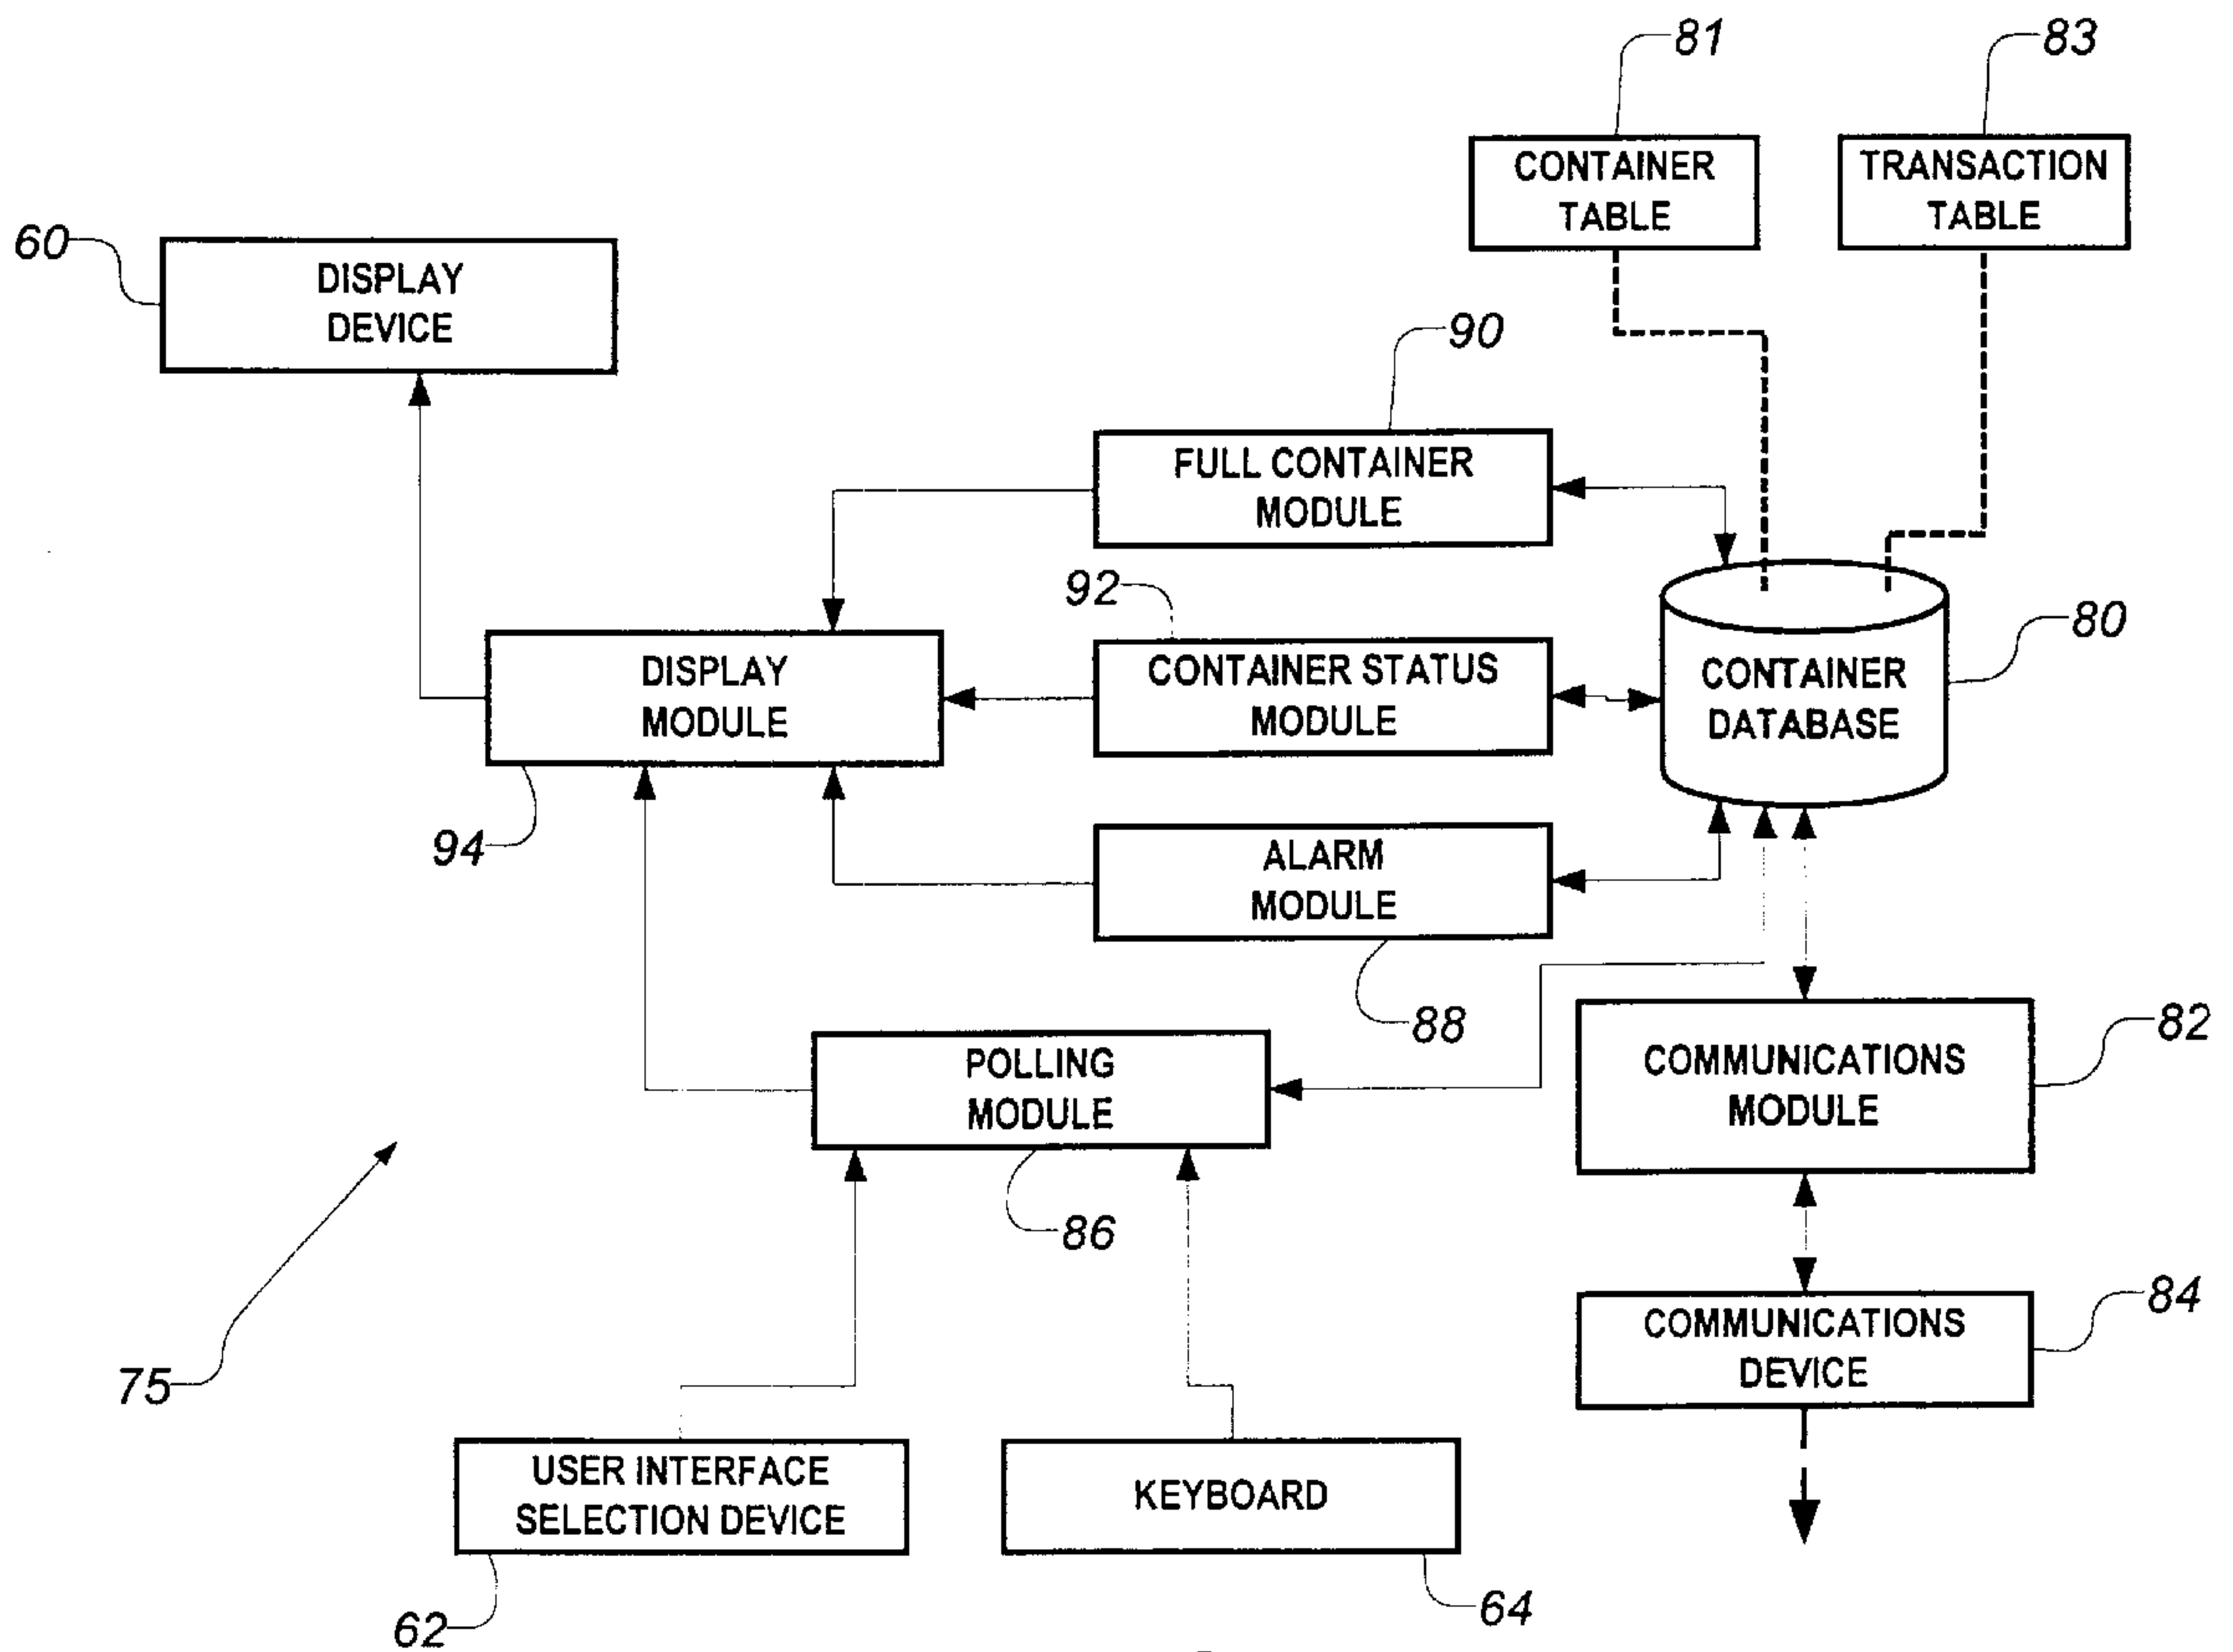 81
83
CONTAINER
TABLE
TRANSACTION
TABLE
60
DISPLAY
DEVICE
90
FULL CONTAINER
MODULE
92
80
DISPLAY
MODULE
CONTAINER STATUS
MODULE
CONTAINER
DATABASE
94
ALARM
MODULE
88
82
POLLING
MODULE
COMMUNICATIONS
MODULE
86
84
COMMUNICATIONS
DEVICE
75
USER INTERFACE
SELECTION DEVICE
KEYBOARD
62
64